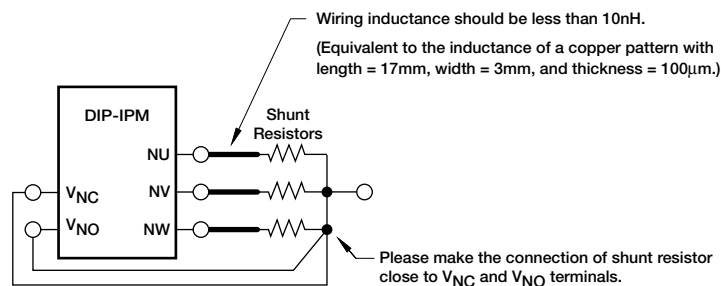 Wiring inductance should be less than 10nH.
(Equivalent to the inductance of a copper pattern with
length = 17mm, width = 3mm, and thickness = 100µm.)
DIP-IPM
Shunt
Resistors
NU
VNC
NV
VNO
NW
Please make the connection of shunt resistor
close to VNC and VNO terminals.